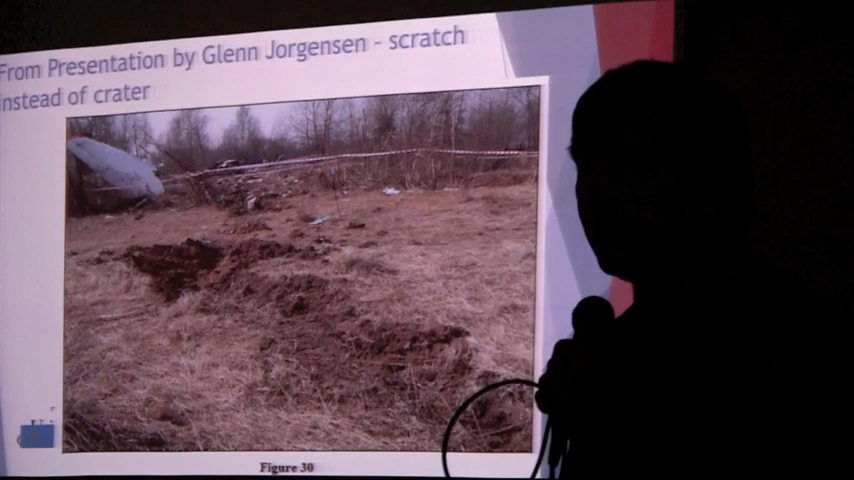 From Presentation by Glenn Jorgensen - scratch
instead of crater
Figure 30